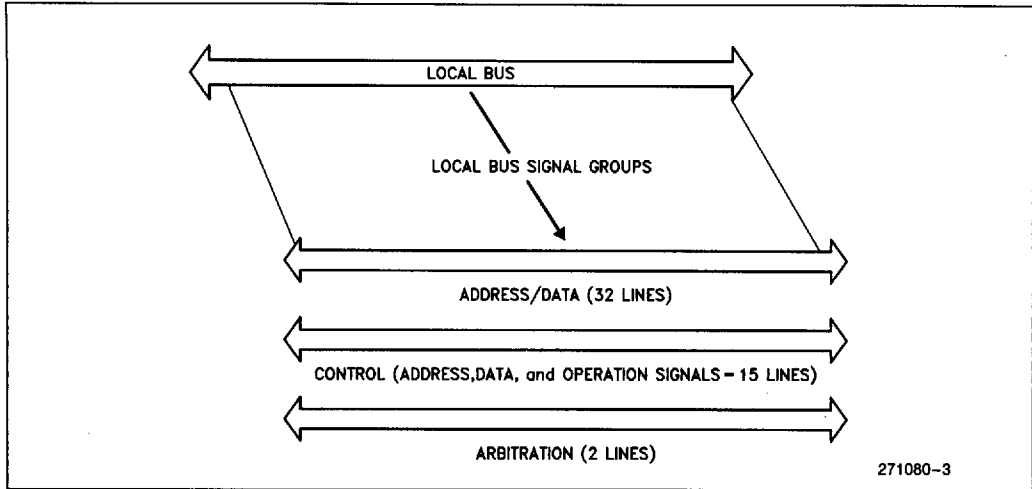 LOCAL BUS
LOCAL BUS SIGNAL GROUPS
ADDRESS/DATA (32 LINES)
CONTROL (ADDRESS,DATA, and OPERATION SIGNALS – 15 LINES)
ARBITRATION (2 LINES)
271080–3